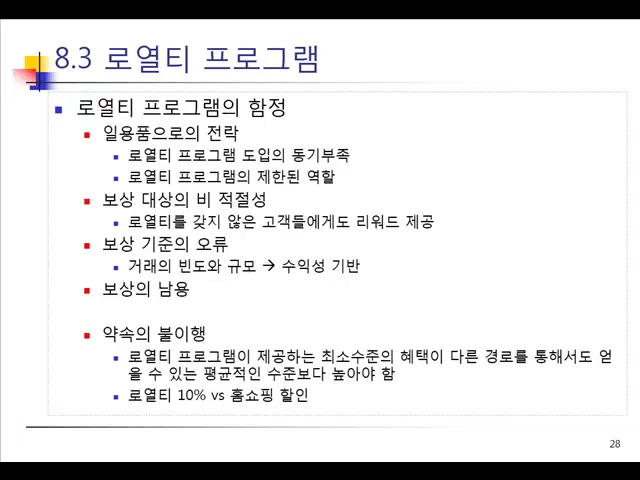 8.3 로열티 프로그램
로열티 프로그램의 함정
일용품으로의 전락
로열티 프로그램 도입의 동기부족
로열티 프로그램의 제한된 역할
보상 대상의 비 적절성
로열티를 갖지 않은 고객들에게도 리워드 제공
보상 기준의 오류
거래의 빈도와 규모 → 수익성 기반
보상의 남용
약속의 불이행
로열티 프로그램이 제공하는 최소수준의 혜택이 다른 경로를 통해서도 얻
을 수 있는 평균적인 수준보다 높아야 함
로열티 10% vs 홈쇼핑 할인
28